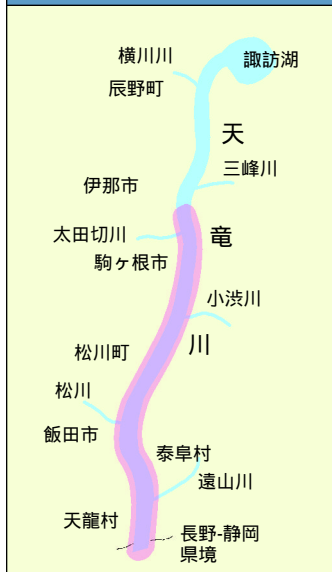 横川川
諏訪湖
辰野町
天
三峰川
伊那市
太田切川
竜
駒ヶ根市
小渋川
川
松川町
松川
飯田市
泰阜村
遠山川
天龍村
長野-静岡
県境